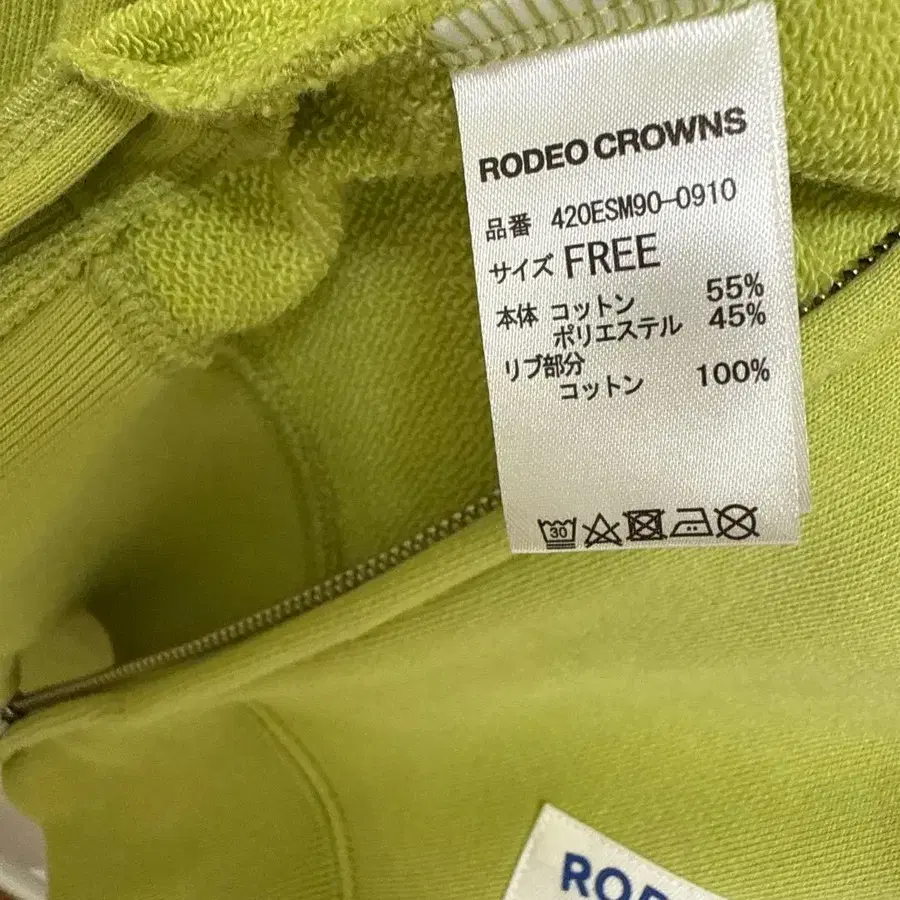 RODEO CROWNS
品番 420ESM90-0910
サイズ FREE
本体 コットン 55%
ポリエステル 45%
リブ部分
コットン 100%
30